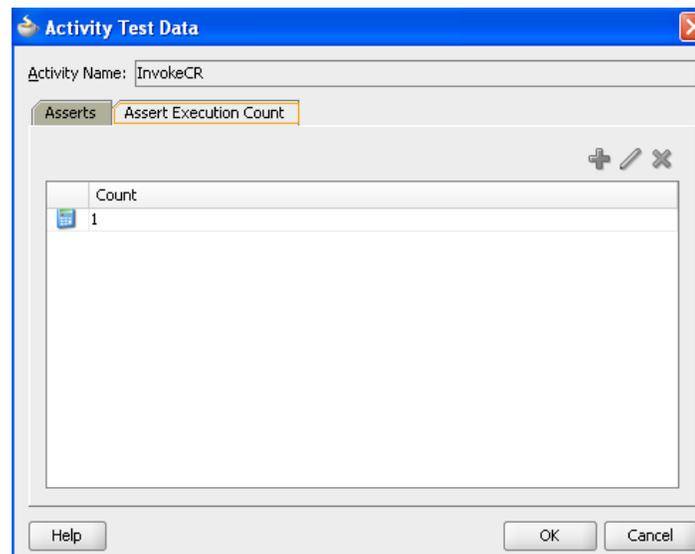 Activity Test Data
Activity Name: InvokeCR
Asserts Assert Execution Count
Count
1
Help OK Cancel